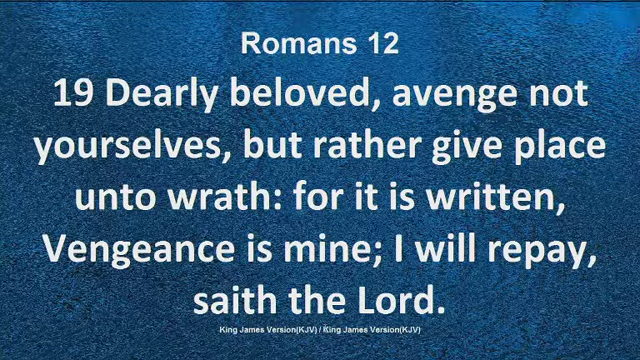 Romans 12
19 Dearly beloved, avenge not
yourselves, but rather give place
unto wrath: for it is written,
Vengeance is mine; I will repay,
saith the Lord.
King James Version(KJV) / King James Version(KJV)